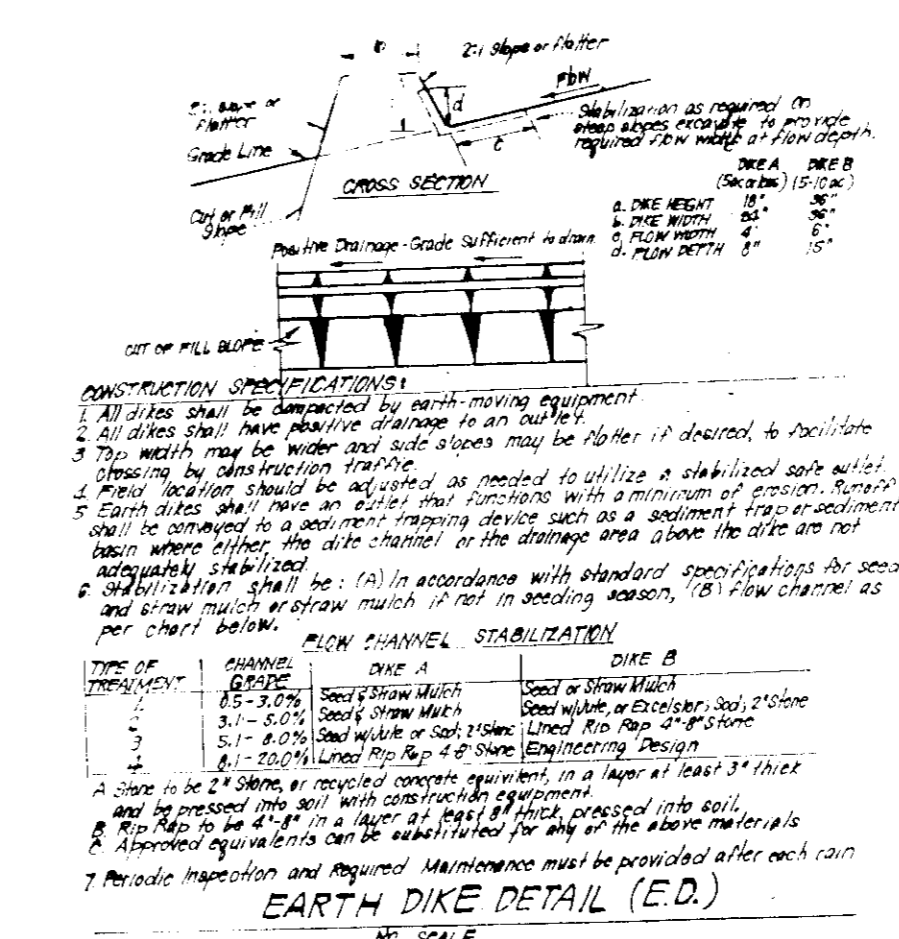 b
2:1 Slope or flatter
Flow
2:1 Slope or
Flatter
d
Stabilization as required on
steep slopes excavate to provide
required flow width at flow depth.
Grade Line
c
CROSS SECTION
DIKE A DIKE B
(5 ac or less) (5-10 ac)
a. DIKE HEIGHT 18" 36"
b. DIKE WIDTH 36"
c. FLOW WIDTH 4' 6'
d. FLOW DEPTH 8" 15"
Cut or Fill
Slope
Positive Drainage - Grade Sufficient to drain
CUT OF FILL SLOPE
CONSTRUCTION SPECIFICATIONS:
1. All dikes shall be compacted by earth-moving equipment.
2. All dikes shall have positive drainage to an outlet.
3 Top width may be wider and side slopes may be flatter if desired, to facilitate
crossing by construction traffic.
4. Field location should be adjusted as needed to utilize a stabilized safe outlet.
5 Earth dikes shall have an outlet that functions with a minimum of erosion. Runoff
shall be conveyed to a sediment trapping device such as a sediment trap or sediment
basin where either the dike channel or the drainage area above the dike are not
adequately stabilized.
6. Stabilization shall be: (A) In accordance with standard specifications for seed
and straw mulch or straw mulch if not in seeding season, (B) flow channel as
per chart below.
FLOW CHANNEL STABILIZATION
TYPE OF TREATMENT CHANNEL GRADE DIKE A DIKE B
1 0.5 - 3.0% Seed & Straw Mulch Seed or Straw Mulch
2 3.1 - 5.0% Seed & Straw Mulch Seed w/Jute, or Excelsior; Sod; 2" Stone
3 5.1 - 8.0% Seed w/Jute or Sod; 2" Stone Lined Rip Rap 4"-8" Stone
4 8.1 - 20.0% Lined Rip Rap 4-8" Stone Engineering Design
A Stone to be 2" Stone, or recycled concrete equivilent, in a layer at least 3" thick
and be pressed into soil with construction equipment.
B. Rip Rap to be 4"-8" in a layer at least 8" thick, pressed into soil.
C. Approved equivalents can be substituted for any of the above materials
7. Periodic Inspection and Required Maintenance must be provided after each rain
EARTH DIKE DETAIL (E.D.)
NO SCALE